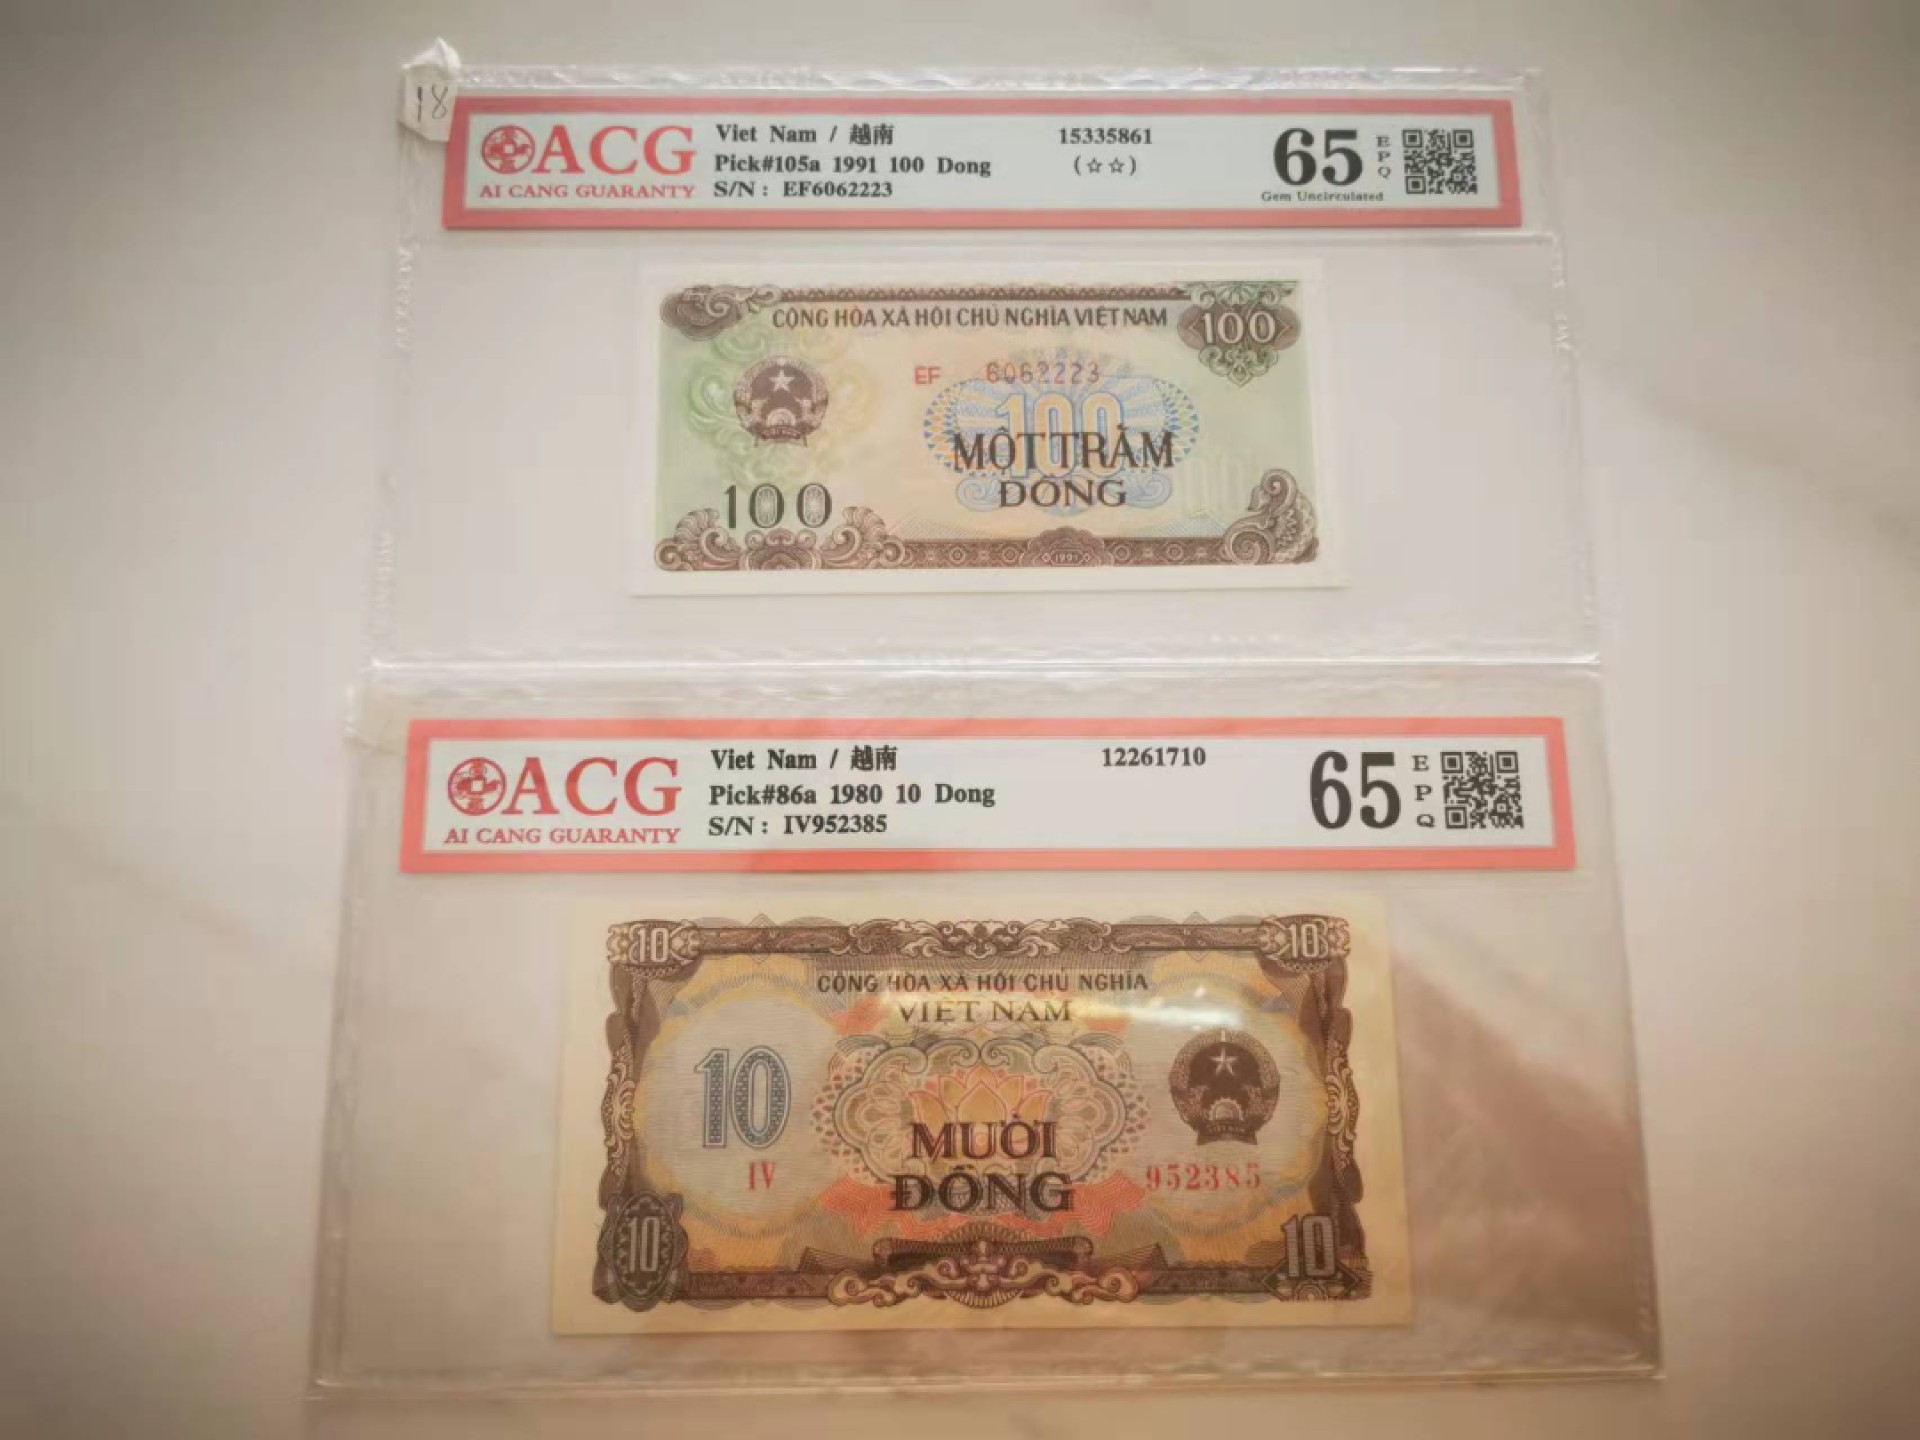 18
ACG
AI CANG GUARANTY
Viet Nam / 越南
Pick#105a 1991 100 Dong
S/N : EF6062223
15335861
(☆☆)
65
EPQ
Gem Uncirculated
CỘNG HÒA XÃ HỘI CHỦ NGHĨA VIỆT NAM
100
EF 6062223
100
MỘT TRĂM
ĐỒNG
100
1991
ACG
AI CANG GUARANTY
Viet Nam / 越南
Pick#86a 1980 10 Dong
S/N : IV952385
12261710
65
EPQ
10
10
CỘNG HÒA XÃ HỘI CHỦ NGHĨA
VIỆT NAM
10
MƯỜI
ĐỒNG
IV
952385
10
10